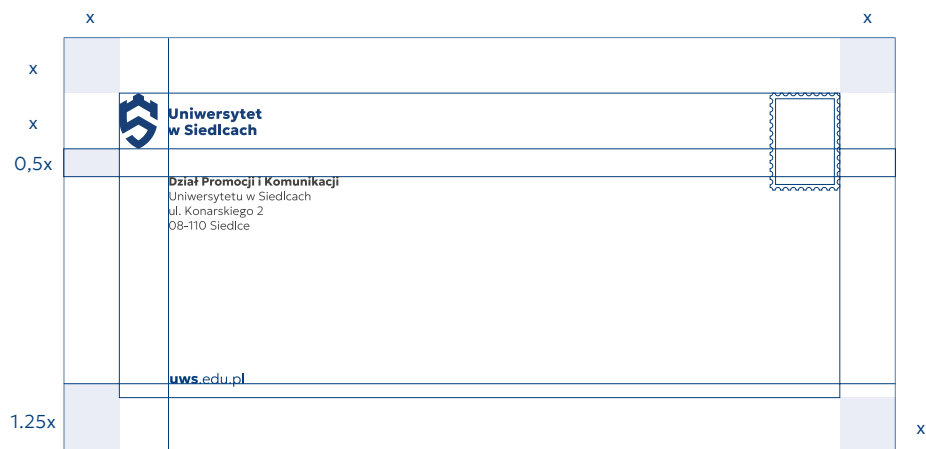 x
x
x
x
Uniwersytet
w Siedlcach
0,5x
Dział Promocji i Komunikacji
Uniwersytetu w Siedlcach
ul. Konarskiego 2
08-110 Siedlce
uws.edu.pl
1.25x
x